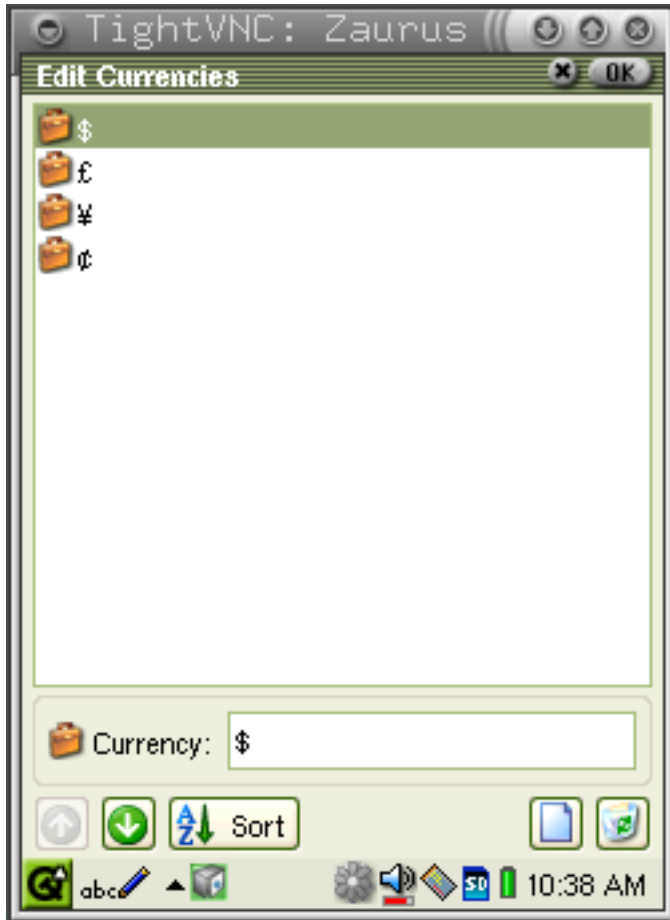 TightVNC: Zaurus
Edit Currencies
OK
$
£
¥
¢
Currency: $
Sort
abc
SD
10:38 AM